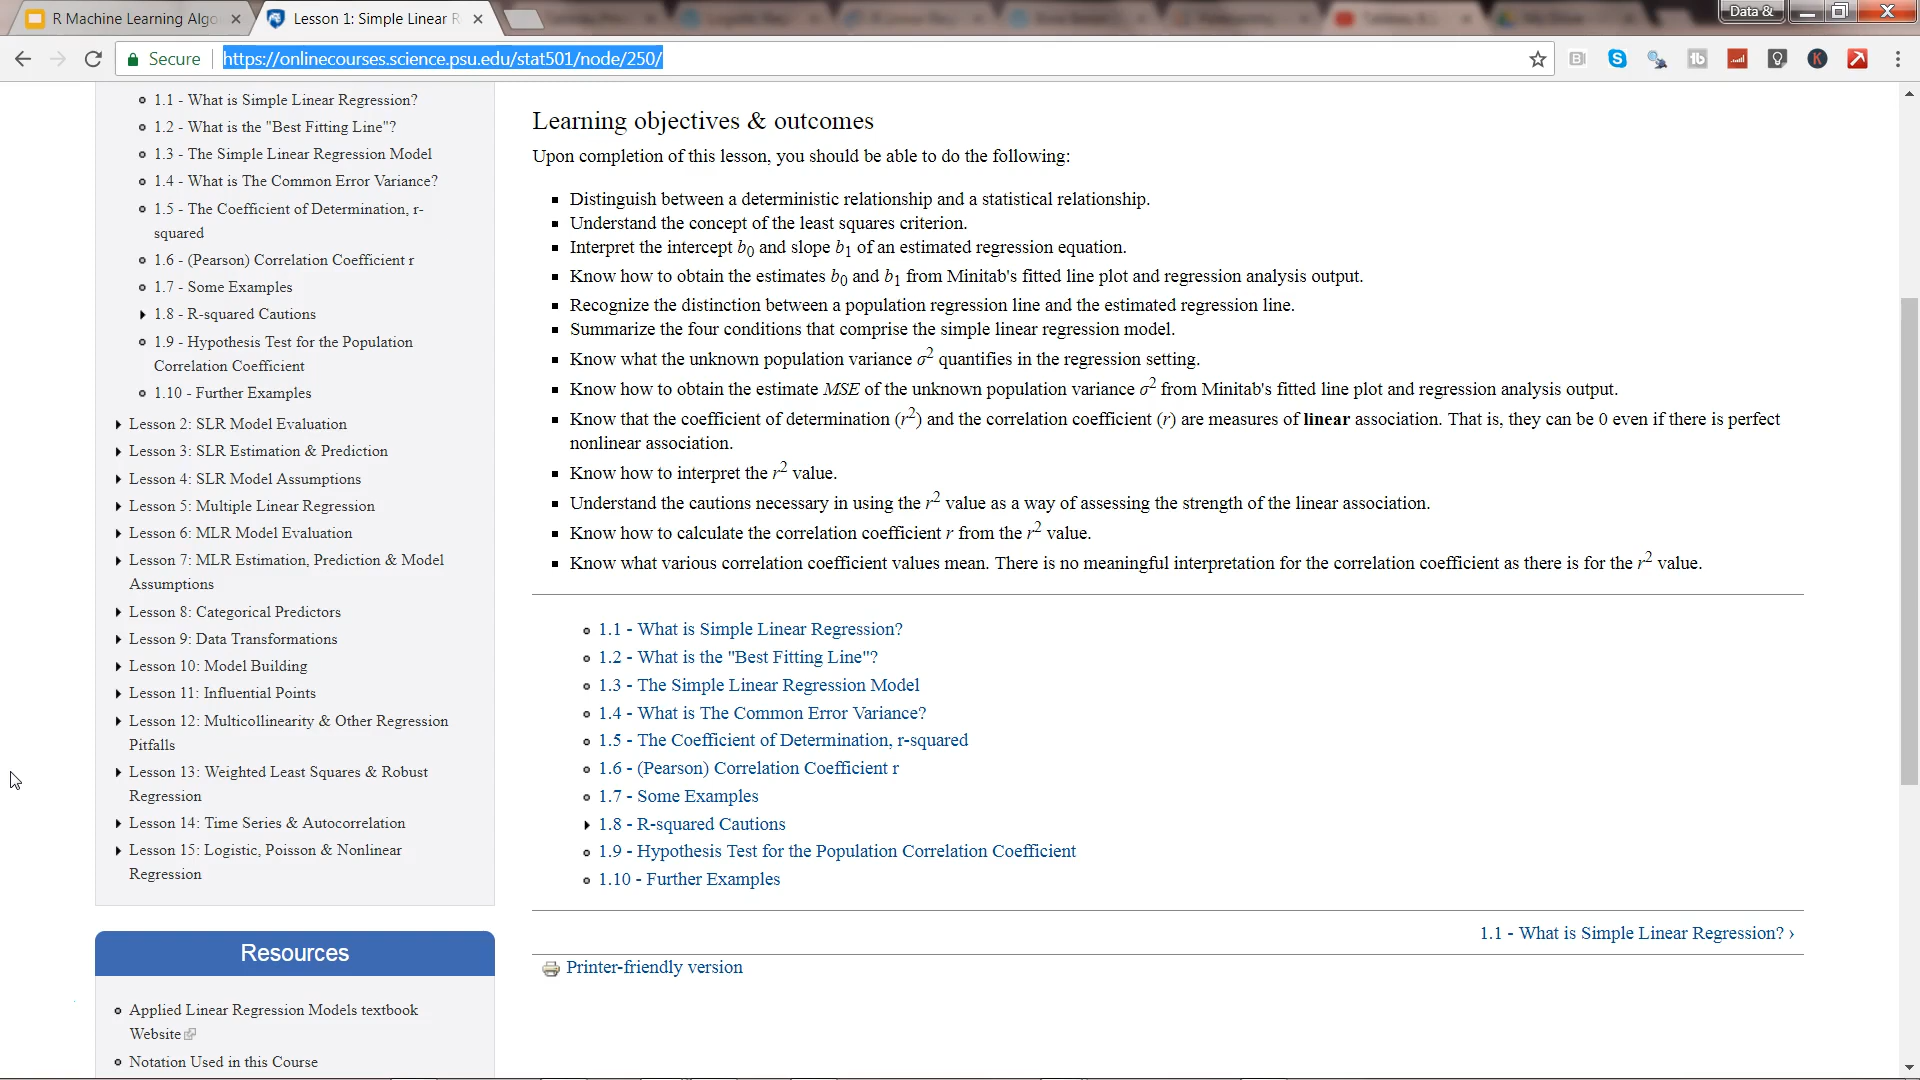 R Machine Learning Algo
Lesson 1: Simple Linear R
Data &
Secure
https://onlinecourses.science.psu.edu/stat501/node/250/
1.1 - What is Simple Linear Regression?
1.2 - What is the "Best Fitting Line"?
1.3 - The Simple Linear Regression Model
1.4 - What is The Common Error Variance?
1.5 - The Coefficient of Determination, r-
squared
1.6 - (Pearson) Correlation Coefficient r
1.7 - Some Examples
1.8 - R-squared Cautions
1.9 - Hypothesis Test for the Population
Correlation Coefficient
1.10 - Further Examples
Lesson 2: SLR Model Evaluation
Lesson 3: SLR Estimation & Prediction
Lesson 4: SLR Model Assumptions
Lesson 5: Multiple Linear Regression
Lesson 6: MLR Model Evaluation
Lesson 7: MLR Estimation, Prediction & Model
Assumptions
Lesson 8: Categorical Predictors
Lesson 9: Data Transformations
Lesson 10: Model Building
Lesson 11: Influential Points
Lesson 12: Multicollinearity & Other Regression
Pitfalls
Lesson 13: Weighted Least Squares & Robust
Regression
Lesson 14: Time Series & Autocorrelation
Lesson 15: Logistic, Poisson & Nonlinear
Regression
Resources
Applied Linear Regression Models textbook
Website
Notation Used in this Course
Learning objectives & outcomes
Upon completion of this lesson, you should be able to do the following:
Distinguish between a deterministic relationship and a statistical relationship.
Understand the concept of the least squares criterion.
Interpret the intercept b0 and slope b1 of an estimated regression equation.
Know how to obtain the estimates b0 and b1 from Minitab's fitted line plot and regression analysis output.
Recognize the distinction between a population regression line and the estimated regression line.
Summarize the four conditions that comprise the simple linear regression model.
Know what the unknown population variance σ² quantifies in the regression setting.
Know how to obtain the estimate MSE of the unknown population variance σ² from Minitab's fitted line plot and regression analysis output.
Know that the coefficient of determination (r²) and the correlation coefficient (r) are measures of linear association. That is, they can be 0 even if there is perfect
nonlinear association.
Know how to interpret the r² value.
Understand the cautions necessary in using the r² value as a way of assessing the strength of the linear association.
Know how to calculate the correlation coefficient r from the r² value.
Know what various correlation coefficient values mean. There is no meaningful interpretation for the correlation coefficient as there is for the r² value.
1.1 - What is Simple Linear Regression?
1.2 - What is the "Best Fitting Line"?
1.3 - The Simple Linear Regression Model
1.4 - What is The Common Error Variance?
1.5 - The Coefficient of Determination, r-squared
1.6 - (Pearson) Correlation Coefficient r
1.7 - Some Examples
1.8 - R-squared Cautions
1.9 - Hypothesis Test for the Population Correlation Coefficient
1.10 - Further Examples
1.1 - What is Simple Linear Regression? ›
Printer-friendly version